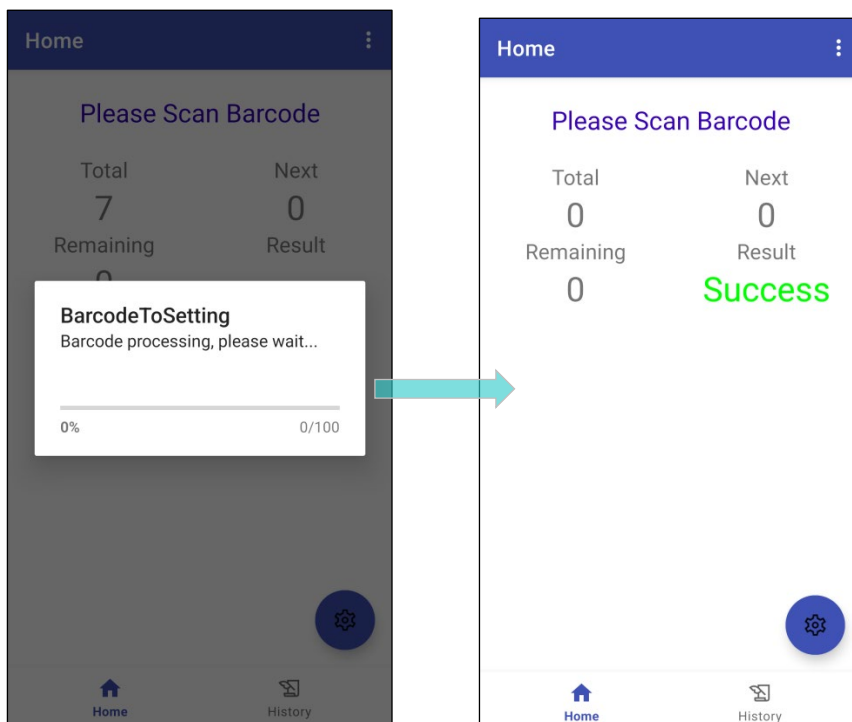 Home
Please Scan Barcode
Total Next
7 0
Remaining Result
0
BarcodeToSetting
Barcode processing, please wait...
0% 0/100
Home History
Home
Please Scan Barcode
Total Next
0 0
Remaining Result
0 Success
Home History